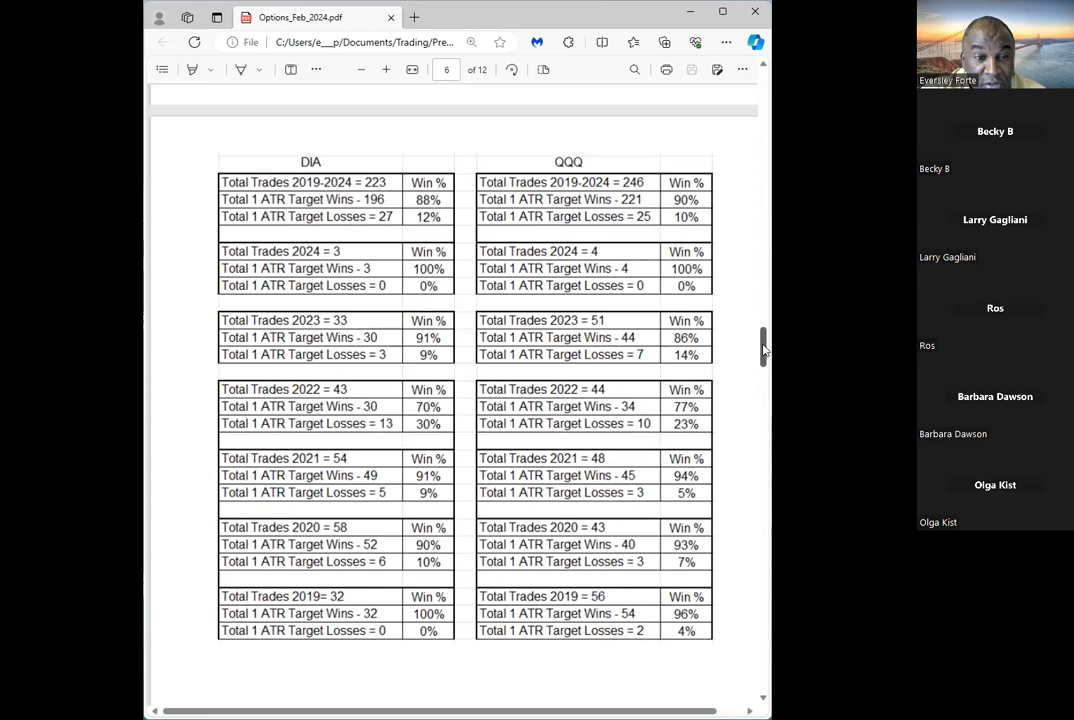 Options_Feb_2024.pdf
File
C:/Users/e___p/Documents/Trading/Pre...
6 of 12
DIA
Total Trades 2019-2024 = 223 Win %
Total 1 ATR Target Wins - 196 88%
Total 1 ATR Target Losses = 27 12%
Total Trades 2024 = 3 Win %
Total 1 ATR Target Wins - 3 100%
Total 1 ATR Target Losses = 0 0%
Total Trades 2023 = 33 Win %
Total 1 ATR Target Wins - 30 91%
Total 1 ATR Target Losses = 3 9%
Total Trades 2022 = 43 Win %
Total 1 ATR Target Wins - 30 70%
Total 1 ATR Target Losses = 13 30%
Total Trades 2021 = 54 Win %
Total 1 ATR Target Wins - 49 91%
Total 1 ATR Target Losses = 5 9%
Total Trades 2020 = 58 Win %
Total 1 ATR Target Wins - 52 90%
Total 1 ATR Target Losses = 6 10%
Total Trades 2019= 32 Win %
Total 1 ATR Target Wins - 32 100%
Total 1 ATR Target Losses = 0 0%
QQQ
Total Trades 2019-2024 = 246 Win %
Total 1 ATR Target Wins - 221 90%
Total 1 ATR Target Losses = 25 10%
Total Trades 2024 = 4 Win %
Total 1 ATR Target Wins - 4 100%
Total 1 ATR Target Losses = 0 0%
Total Trades 2023 = 51 Win %
Total 1 ATR Target Wins - 44 86%
Total 1 ATR Target Losses = 7 14%
Total Trades 2022 = 44 Win %
Total 1 ATR Target Wins - 34 77%
Total 1 ATR Target Losses = 10 23%
Total Trades 2021 = 48 Win %
Total 1 ATR Target Wins - 45 94%
Total 1 ATR Target Losses = 3 5%
Total Trades 2020 = 43 Win %
Total 1 ATR Target Wins - 40 93%
Total 1 ATR Target Losses = 3 7%
Total Trades 2019 = 56 Win %
Total 1 ATR Target Wins - 54 96%
Total 1 ATR Target Losses = 2 4%
Eversley Forte
Becky B
Becky B
Larry Gagliani
Larry Gagliani
Ros
Ros
Barbara Dawson
Barbara Dawson
Olga Kist
Olga Kist